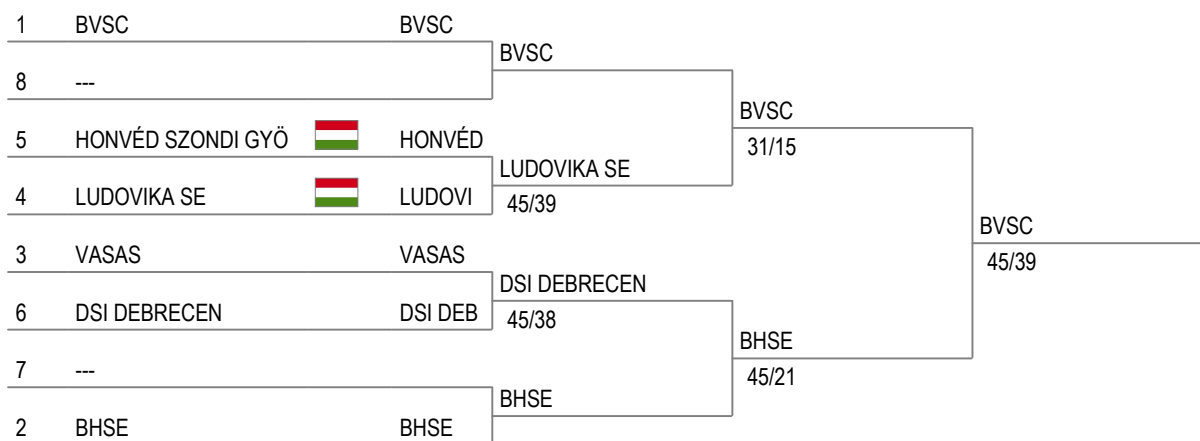 1 BVSC BVSC
BVSC
8 ---
BVSC
5 HONVÉD SZONDI GYÖ HONVÉD
31/15
LUDOVIKA SE
4 LUDOVIKA SE LUDOVI
45/39
BVSC
3 VASAS VASAS
45/39
DSI DEBRECEN
6 DSI DEBRECEN DSI DEB
45/38
BHSE
7 ---
45/21
BHSE
2 BHSE BHSE